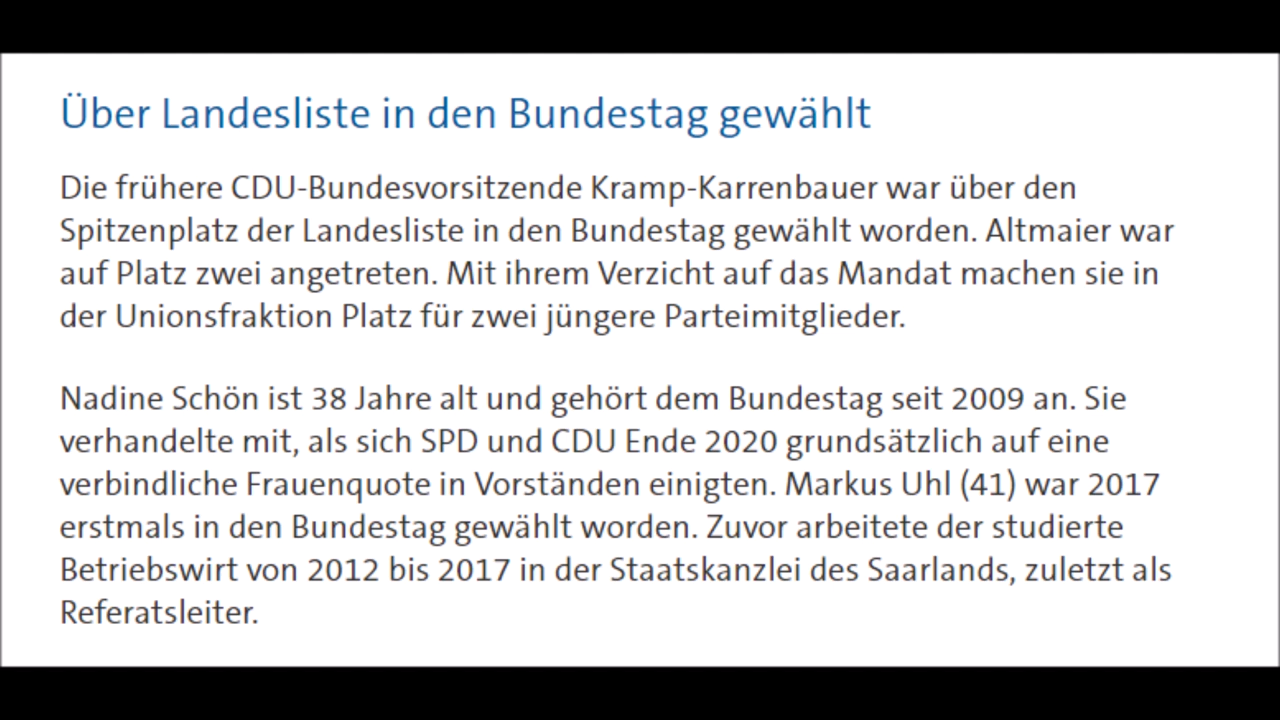 Über Landesliste in den Bundestag gewählt
Die frühere CDU-Bundesvorsitzende Kramp-Karrenbauer war über den
Spitzenplatz der Landesliste in den Bundestag gewählt worden. Altmaier war
auf Platz zwei angetreten. Mit ihrem Verzicht auf das Mandat machen sie in
der Unionsfraktion Platz für zwei jüngere Parteimitglieder.
Nadine Schön ist 38 Jahre alt und gehört dem Bundestag seit 2009 an. Sie
verhandelte mit, als sich SPD und CDU Ende 2020 grundsätzlich auf eine
verbindliche Frauenquote in Vorständen einigten. Markus Uhl (41) war 2017
erstmals in den Bundestag gewählt worden. Zuvor arbeitete der studierte
Betriebswirt von 2012 bis 2017 in der Staatskanzlei des Saarlands, zuletzt als
Referatsleiter.